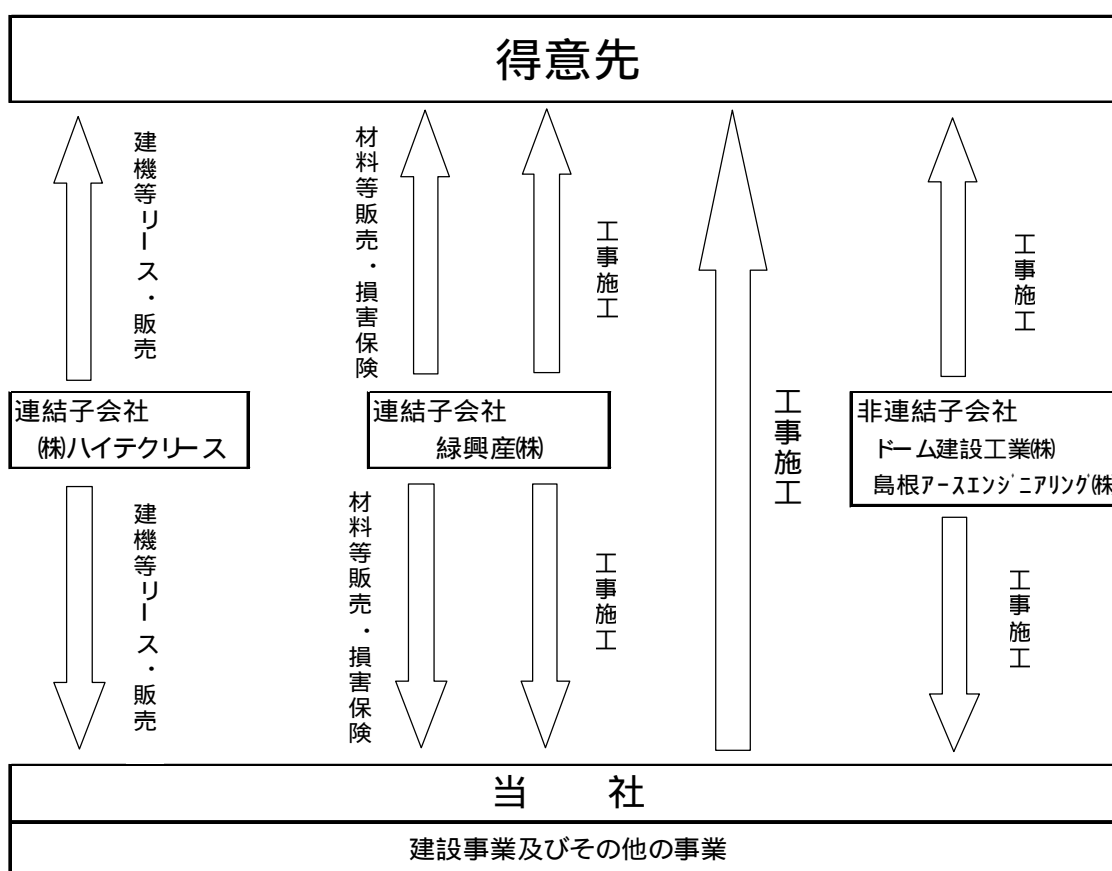 得意先
建機等リース・販売
材料等販売・損害保険
工事施工
工事施工
工事施工
連結子会社
㈱ハイテクリース
連結子会社
緑興産㈱
非連結子会社
ドーム建設工業㈱
島根アースエンジニアリング㈱
建機等リース・販売
材料等販売・損害保険
工事施工
工事施工
当 社
建設事業及びその他の事業